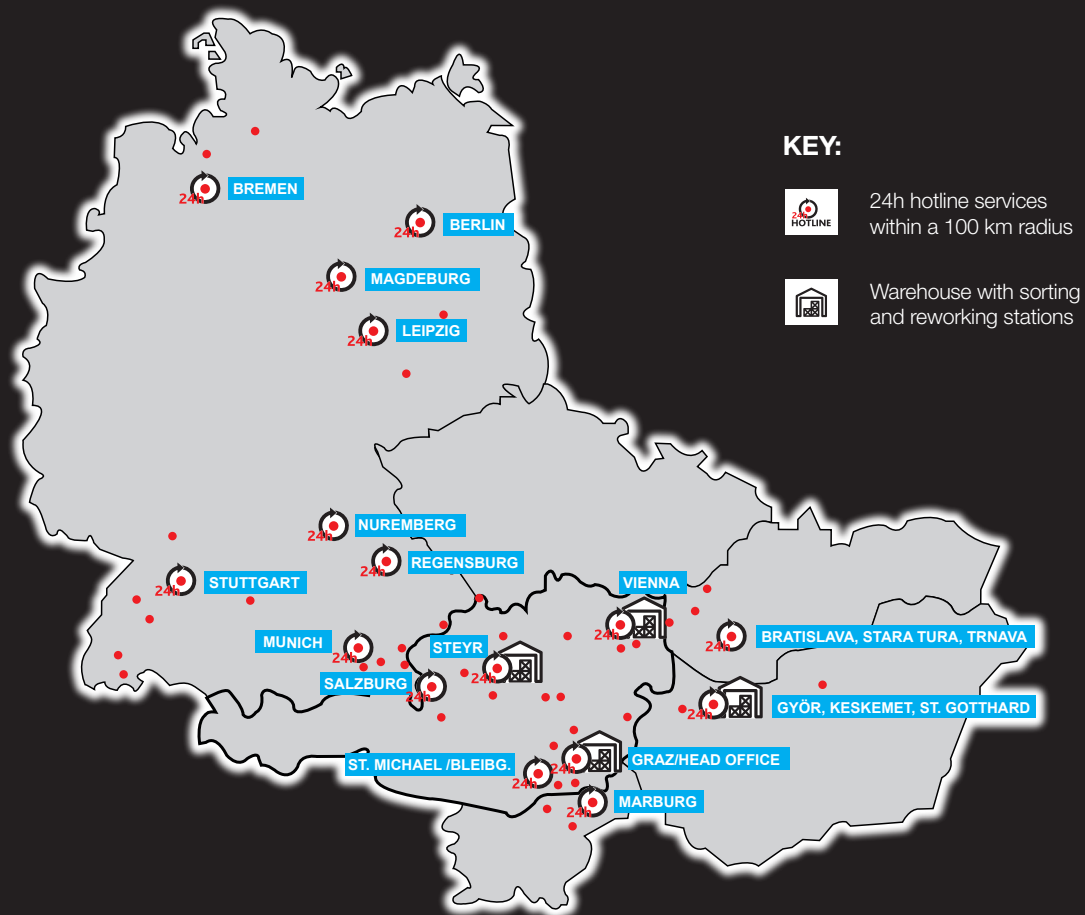 KEY:
24h
HOTLINE
24h hotline services
within a 100 km radius
Warehouse with sorting
and reworking stations
24h
BREMEN
24h
BERLIN
24h
MAGDEBURG
24h
LEIPZIG
24h
NUREMBERG
24h
REGENSBURG
24h
STUTTGART
24h
VIENNA
24h
BRATISLAVA, STARA TURA, TRNAVA
MUNICH
24h
STEYR
24h
SALZBURG
24h
24h
GYÖR, KESKEMET, ST. GOTTHARD
ST. MICHAEL /BLEIBG.
24h
24h
GRAZ/HEAD OFFICE
24h
MARBURG